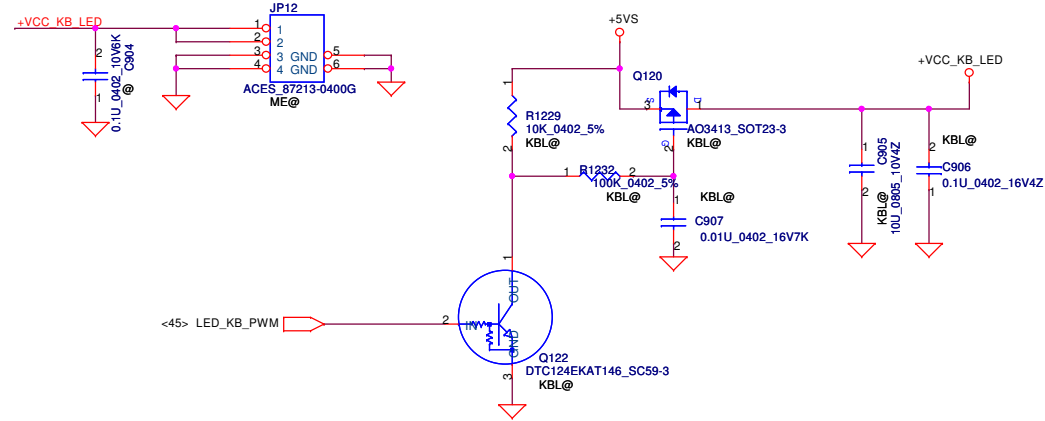 +VCC_KB_LED
2
1
C904
0.1U_0402_10V6K
@
JP12
1 1
2 2
3 3 GND 5
4 4 GND 6
ACES_87213-0400G
ME@
+5VS
1
R1229
10K_0402_5%
KBL@
2
Q120
3 S D 1
G
2
AO3413_SOT23-3
KBL@
+VCC_KB_LED
1 R1232 2
100K_0402_5%
KBL@
1
KBL@
C907
0.01U_0402_16V7K
2
1
C905
10U_0805_10V4Z
KBL@
2
2
KBL@
C906
0.1U_0402_16V4Z
1
<45> LED_KB_PWM
2 IN
1
OUT
GND
3
Q122
DTC124EKAT146_SC59-3
KBL@